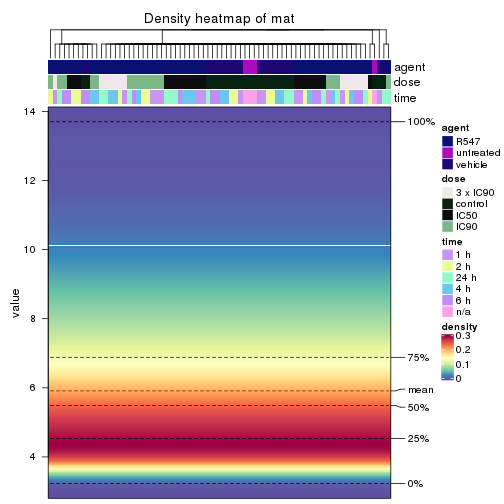 Density heatmap of mat
agent
dose
time
14
12
10
8
6
4
value
100%
75%
mean
50%
25%
0%
agent
R547
untreated
vehicle
dose
3 x IC90
control
IC50
IC90
time
1 h
2 h
24 h
4 h
6 h
n/a
density
0.3
0.2
0.1
0